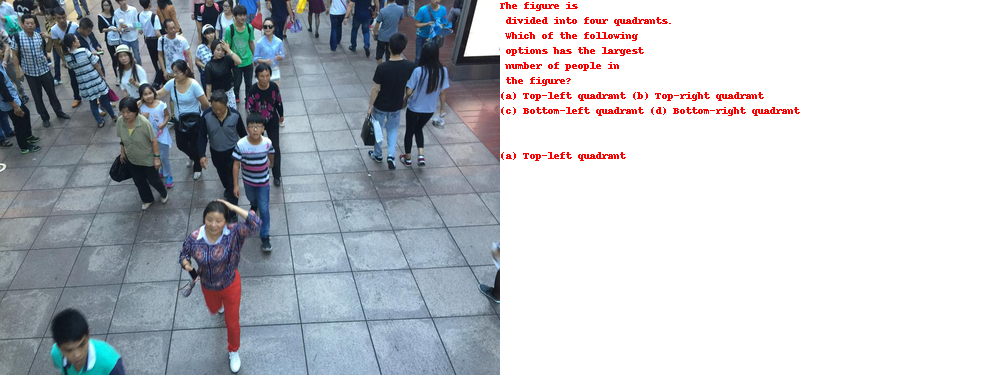 The figure is
divided into four quadrants.
Which of the following
options has the largest
number of people in
the figure?
(a) Top-left quadrant (b) Top-right quadrant
(c) Bottom-left quadrant (d) Bottom-right quadrant
(a) Top-left quadrant